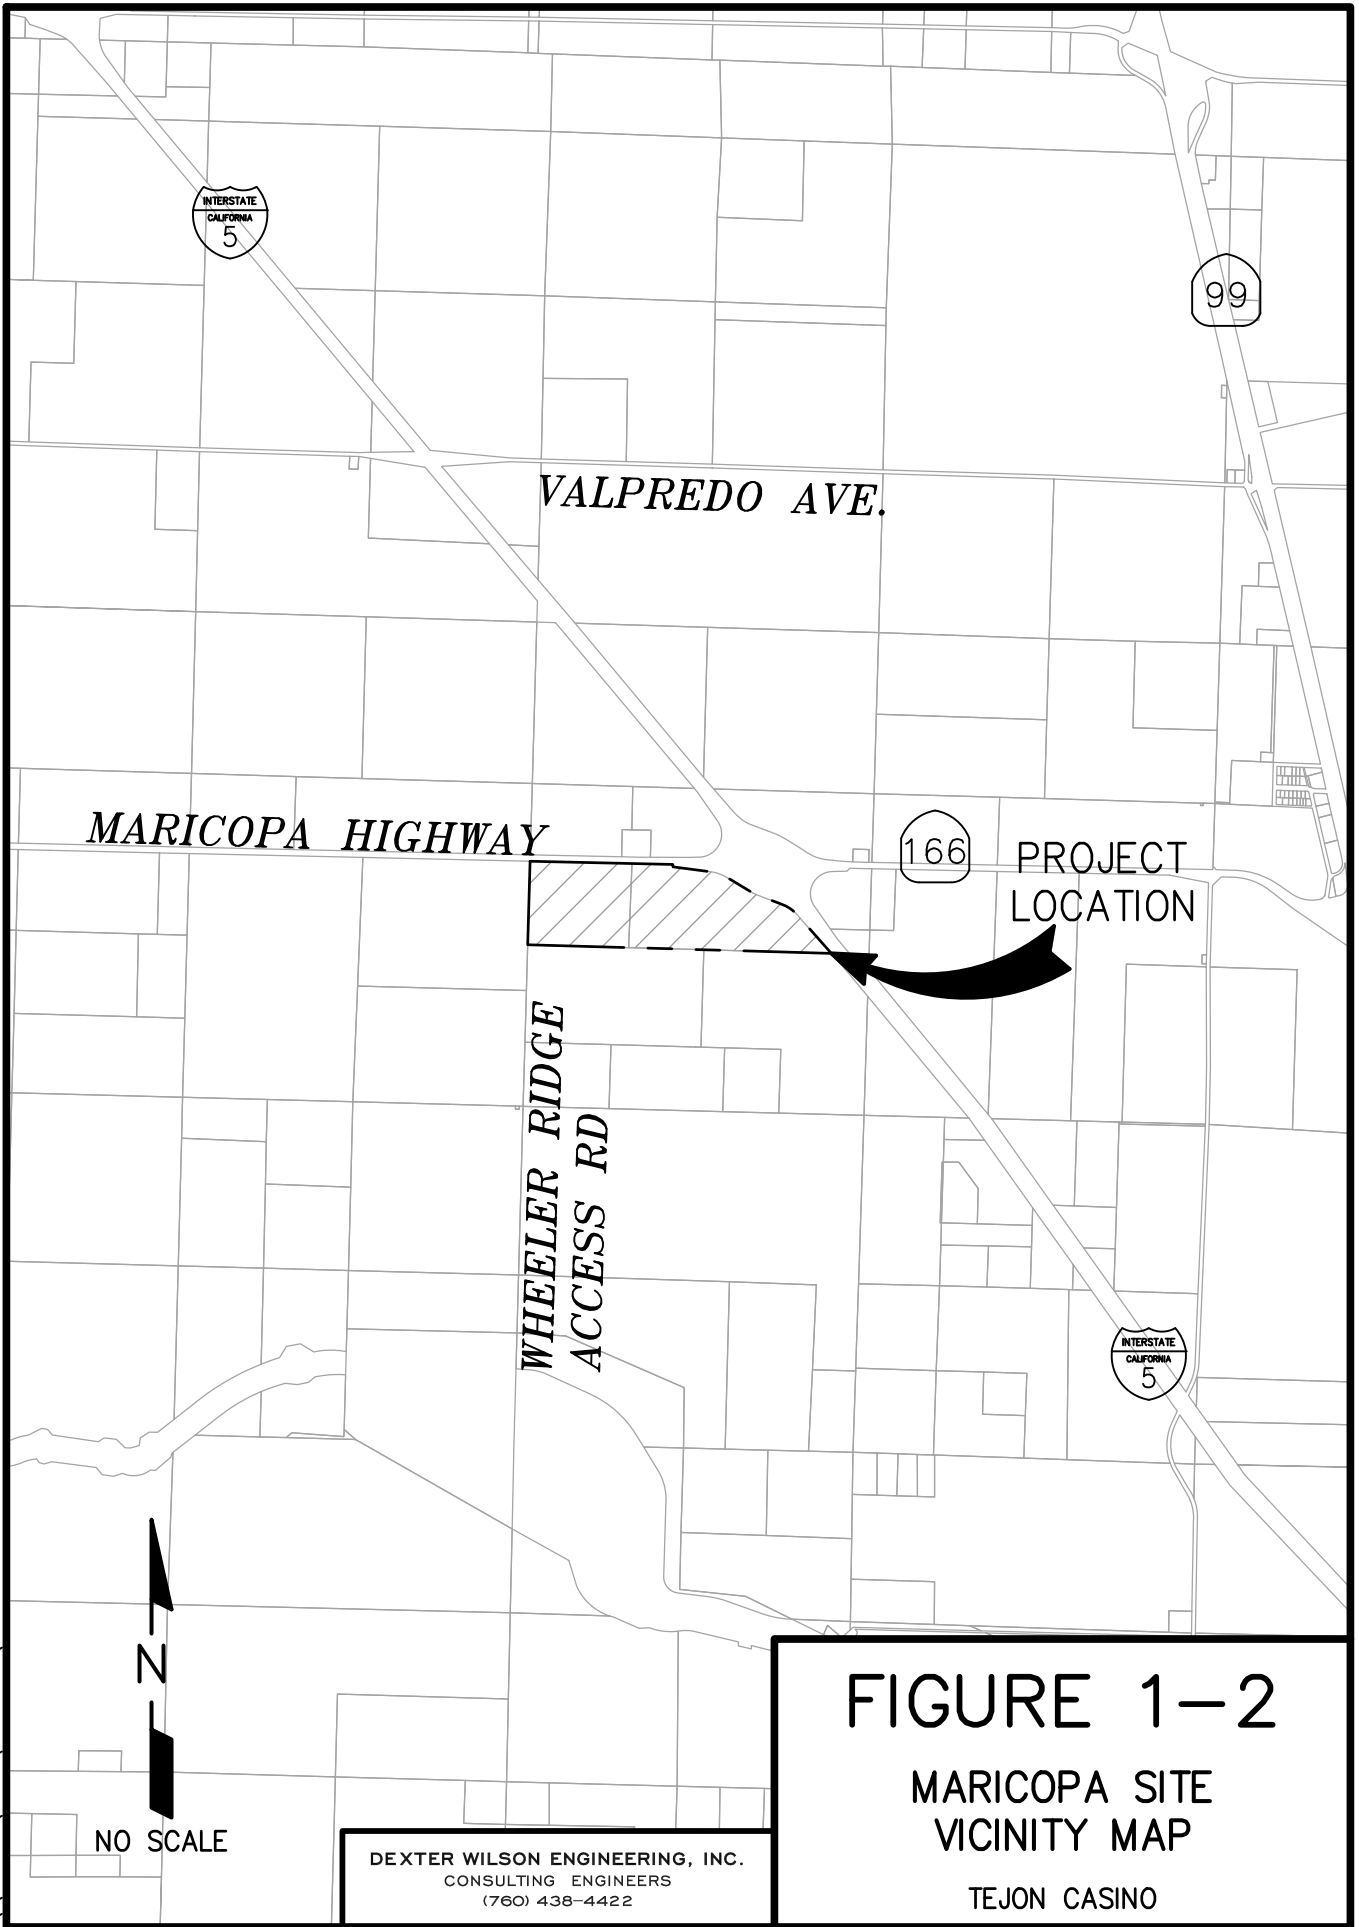 INTERSTATE
CALIFORNIA
5
99
VALPREDO AVE.
MARICOPA HIGHWAY
166
PROJECT
LOCATION
WHEELER RIDGE
ACCESS RD
INTERSTATE
CALIFORNIA
5
N
NO SCALE
DEXTER WILSON ENGINEERING, INC.
CONSULTING ENGINEERS
(760) 438-4422
FIGURE 1-2
MARICOPA SITE
VICINITY MAP
TEJON CASINO